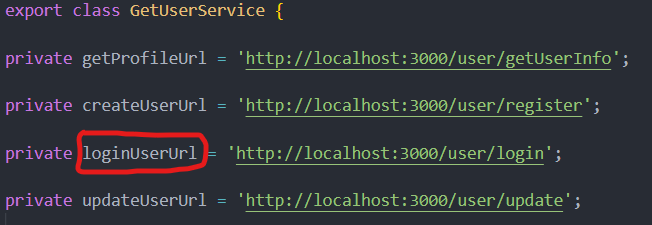 export class GetUserService {
private getProfileUrl = 'http://localhost:3000/user/getUserInfo';
private createUserUrl = 'http://localhost:3000/user/register';
private loginUserUrl = 'http://localhost:3000/user/login';
private updateUserUrl = 'http://localhost:3000/user/update';